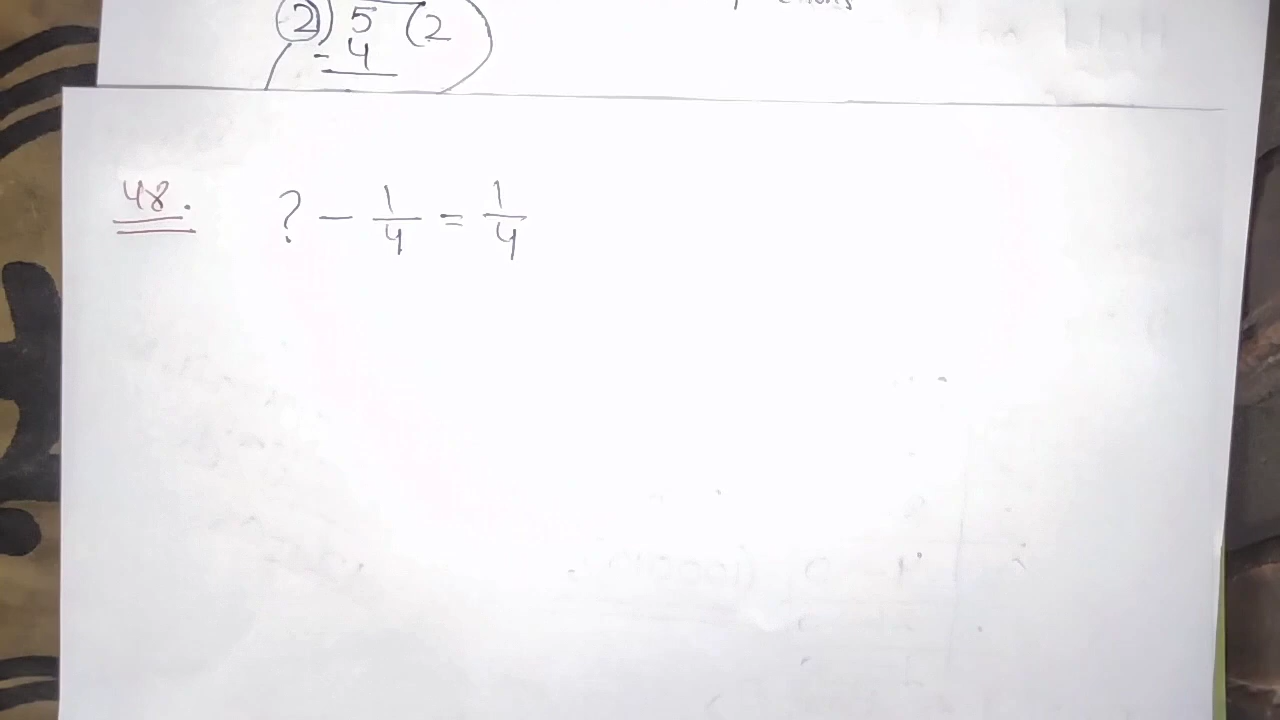 2) 5 (2
- 4
48. ? - 1/4 = 1/4